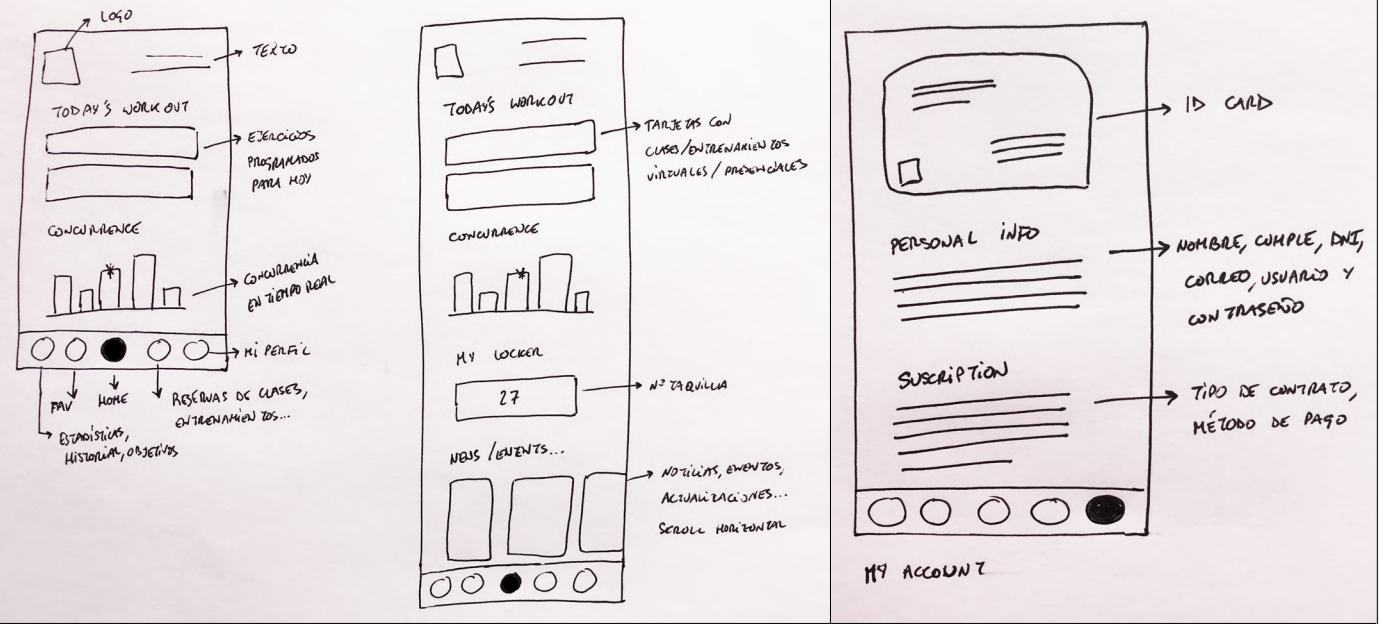 LOGO
TEXTO
TODAY'S WORKOUT
EJERCICIOS
PROGRAMADOS
PARA HOY
CONCURRENCE
CONCURRENCIA
EN TIEMPO REAL
MI PERFIL
FAV
HOME
RESERVAS DE CLASES,
ENTRENAMIENTOS...
ESTADÍSTICAS,
HISTORIAL, OBJETIVOS
TODAY'S WORKOUT
TARJETAS CON
CLASES/ENTRENAMIENTOS
VIRTUALES/PRESENCIALES
CONCURRENCE
MY LOCKER
27
Nº TAQUILLA
NEWS/EVENTS...
NOTICIAS, EVENTOS,
ACTUALIZACIONES...
SCROLL HORIZONTAL
ID CARD
PERSONAL INFO
NOMBRE, CUMPLE, DNI,
CORREO, USUARIO Y
CONTRASEÑO
SUSCRIPTION
TIPO DE CONTRATO,
MÉTODO DE PAGO
MY ACCOUNT